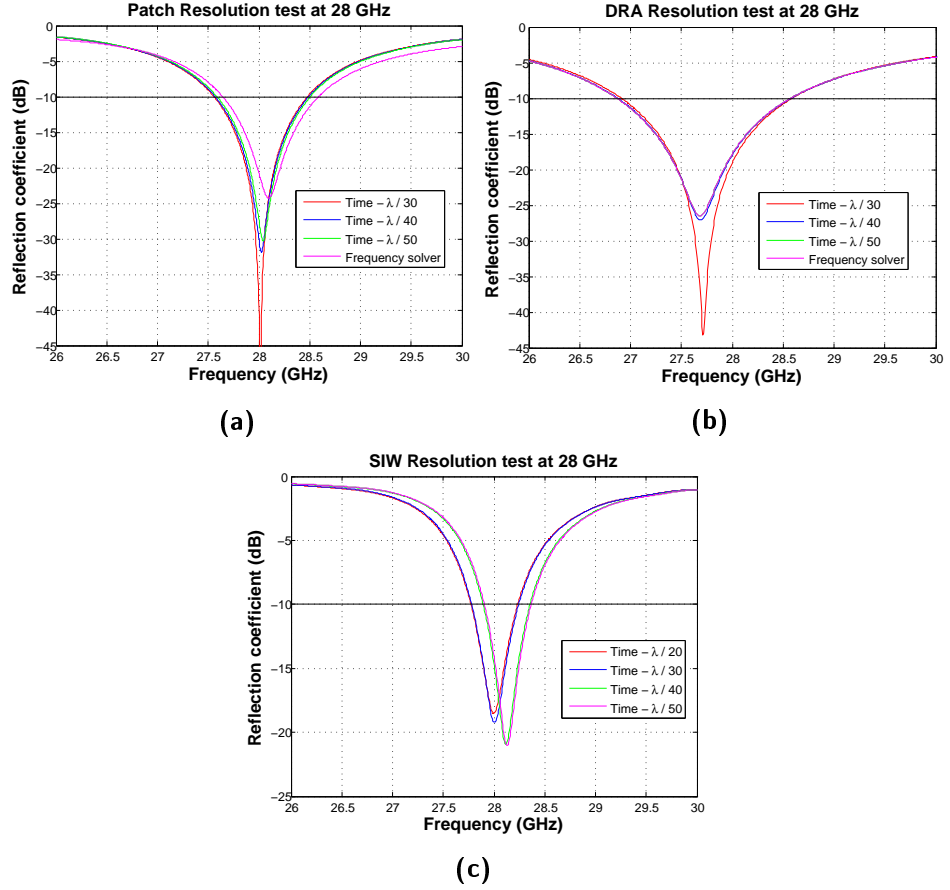 Patch Resolution test at 28 GHz
0
−5
−10
−15
−20
−25
−30
−35
−40
−45
Reflection coefficient (dB)
Time − λ / 30
Time − λ / 40
Time − λ / 50
Frequency solver
26 27 27.5 28 28.5 29 29.5 30
Frequency (GHz)
(a)
DRA Resolution test at 28 GHz
0
−5
−10
−15
−20
−25
−30
−35
−40
−45
Reflection coefficient (dB)
Time − λ / 30
Time − λ / 40
Time − λ / 50
Frequency solver
26 26.5 27 27.5 28 28.5 29 29.5 30
Frequency (GHz)
(b)
SIW Resolution test at 28 GHz
0
−5
−10
−15
−20
−25
Reflection coefficient (dB)
Time − λ / 20
Time − λ / 30
Time − λ / 40
Time − λ / 50
26 26.5 27 27.5 28 28.5 29 29.5 30
Frequency (GHz)
(c)